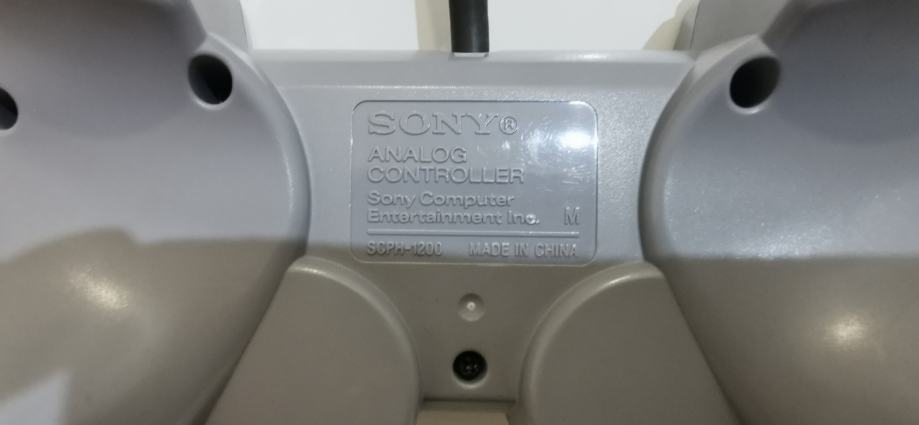 SONY®
ANALOG
CONTROLLER
Sony Computer
Entertainment Inc. M
SCPH-1200 MADE IN CHINA